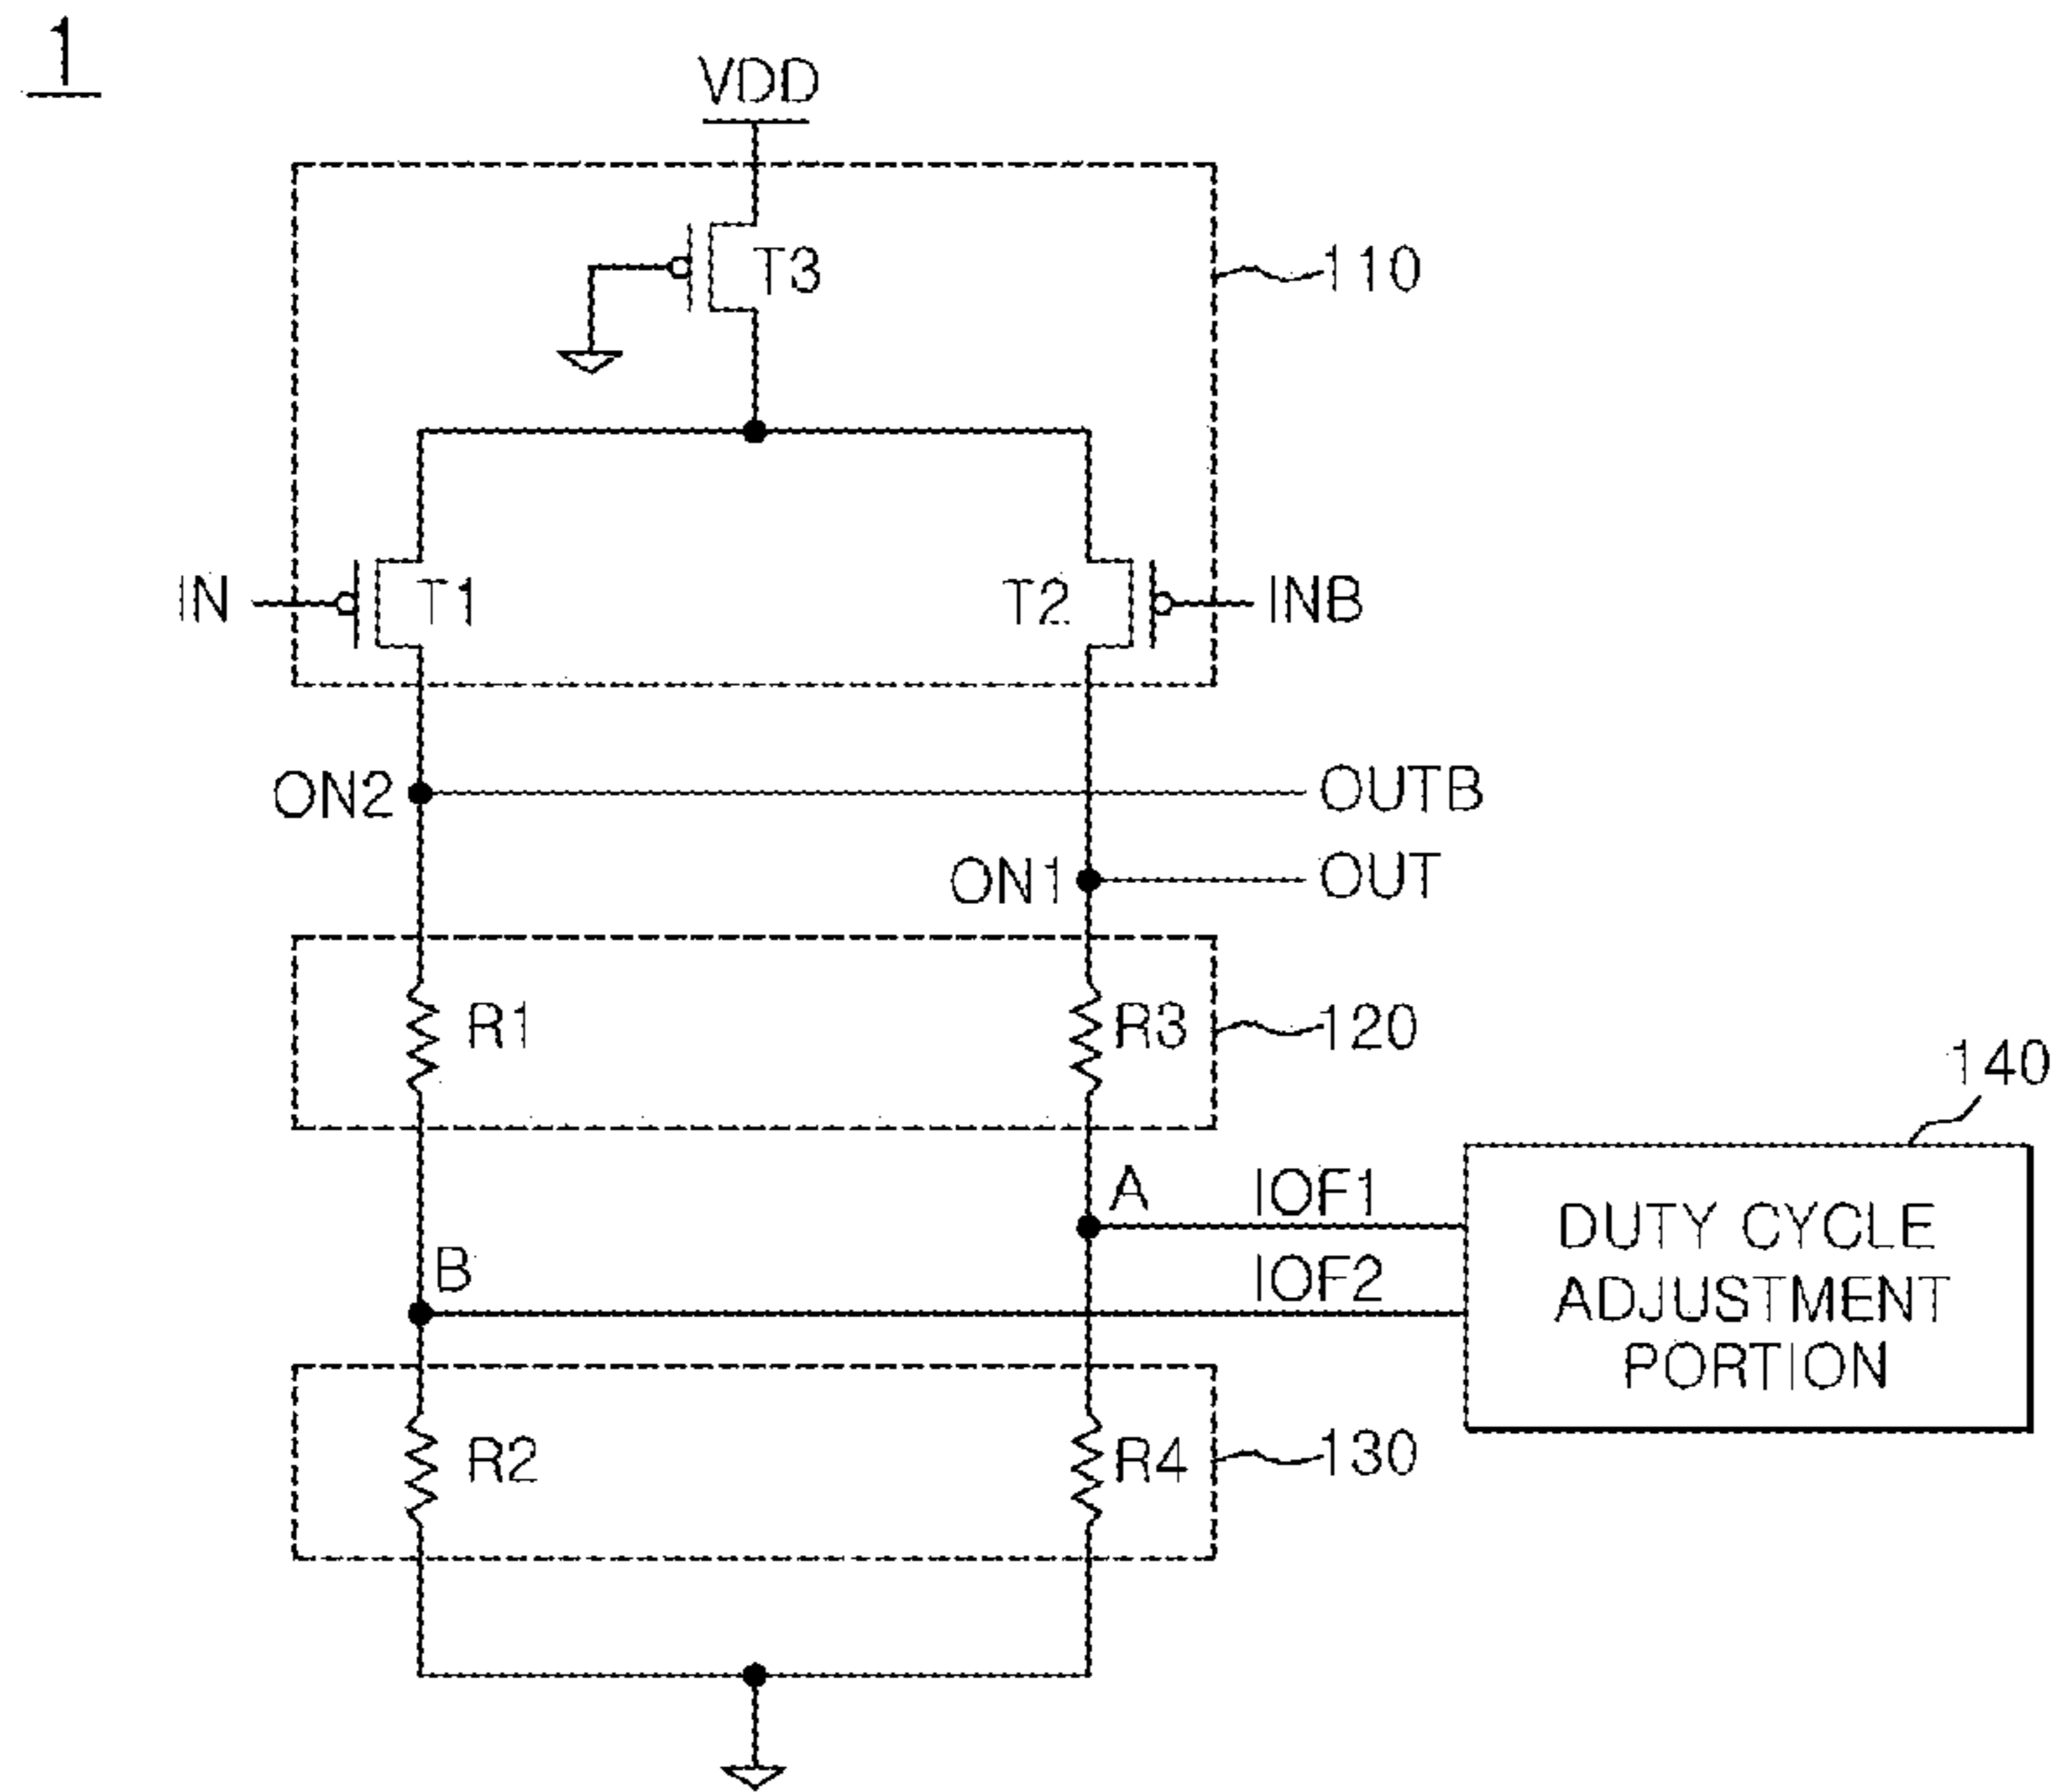 1
VDD
T3
110
IN
T1
T2
INB
ON2
OUTB
ON1
OUT
R1
R3
120
140
A
IOF1
B
IOF2
DUTY CYCLE
ADJUSTMENT
PORTION
R2
R4
130